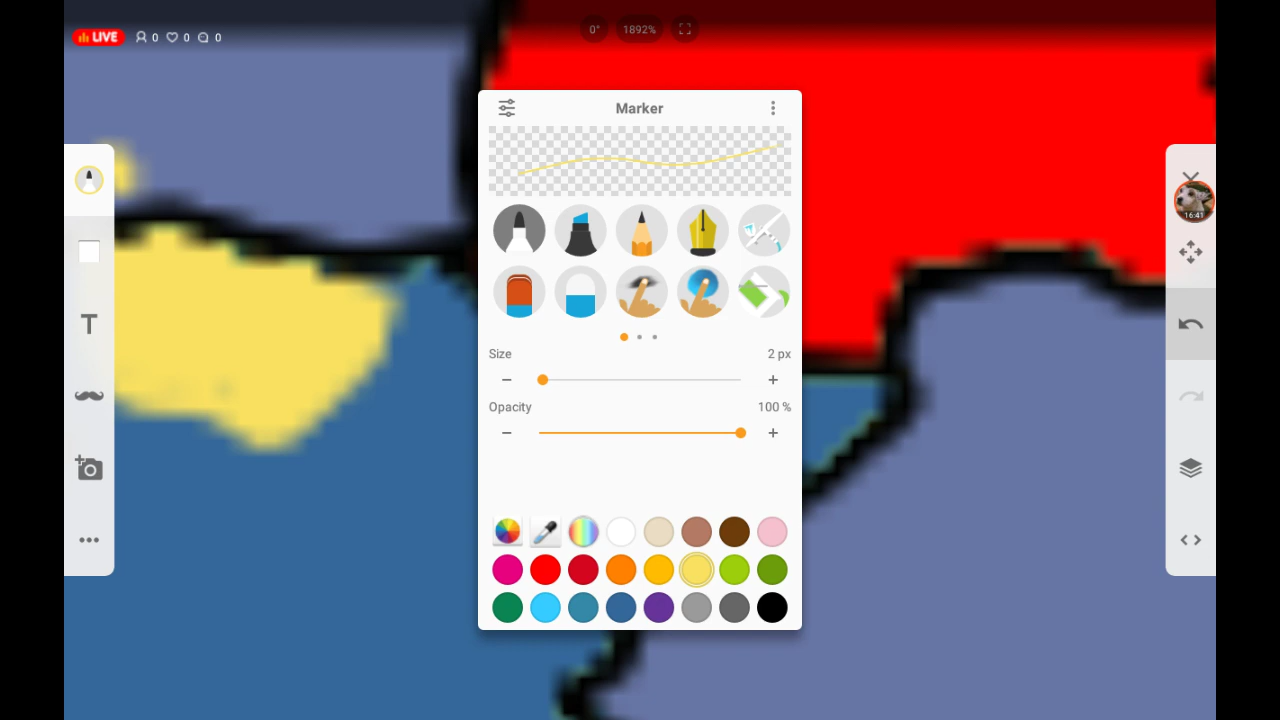 LIVE 0 0 0
0° 1892%
Marker
16:41
T
Size 2 px
Opacity 100 %